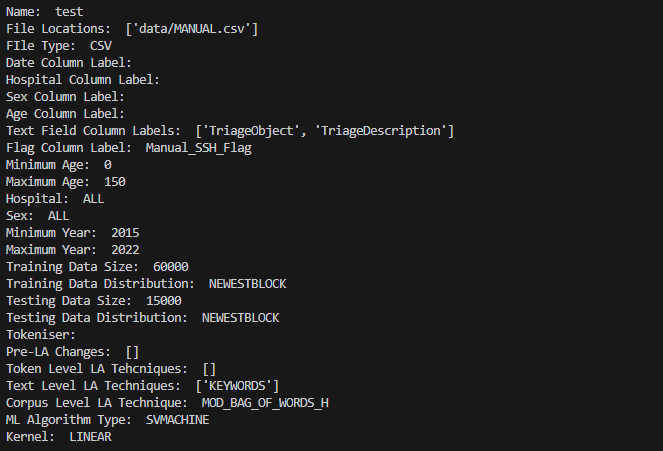 Name:  test
File Locations:  ['data/MANUAL.csv']
FIle Type:  CSV
Date Column Label:
Hospital Column Label:
Sex Column Label:
Age Column Label:
Text Field Column Labels:  ['TriageObject', 'TriageDescription']
Flag Column Label:  Manual_SSH_Flag
Minimum Age:  0
Maximum Age:  150
Hospital:  ALL
Sex:  ALL
Minimum Year:  2015
Maximum Year:  2022
Training Data Size:  60000
Training Data Distribution:  NEWESTBLOCK
Testing Data Size:  15000
Testing Data Distribution:  NEWESTBLOCK
Tokeniser:
Pre-LA Changes:  []
Token Level LA Tehcniques:  []
Text Level LA Techniques:  ['KEYWORDS']
Corpus Level LA Technique:  MOD_BAG_OF_WORDS_H
ML Algorithm Type:  SVMACHINE
Kernel:  LINEAR